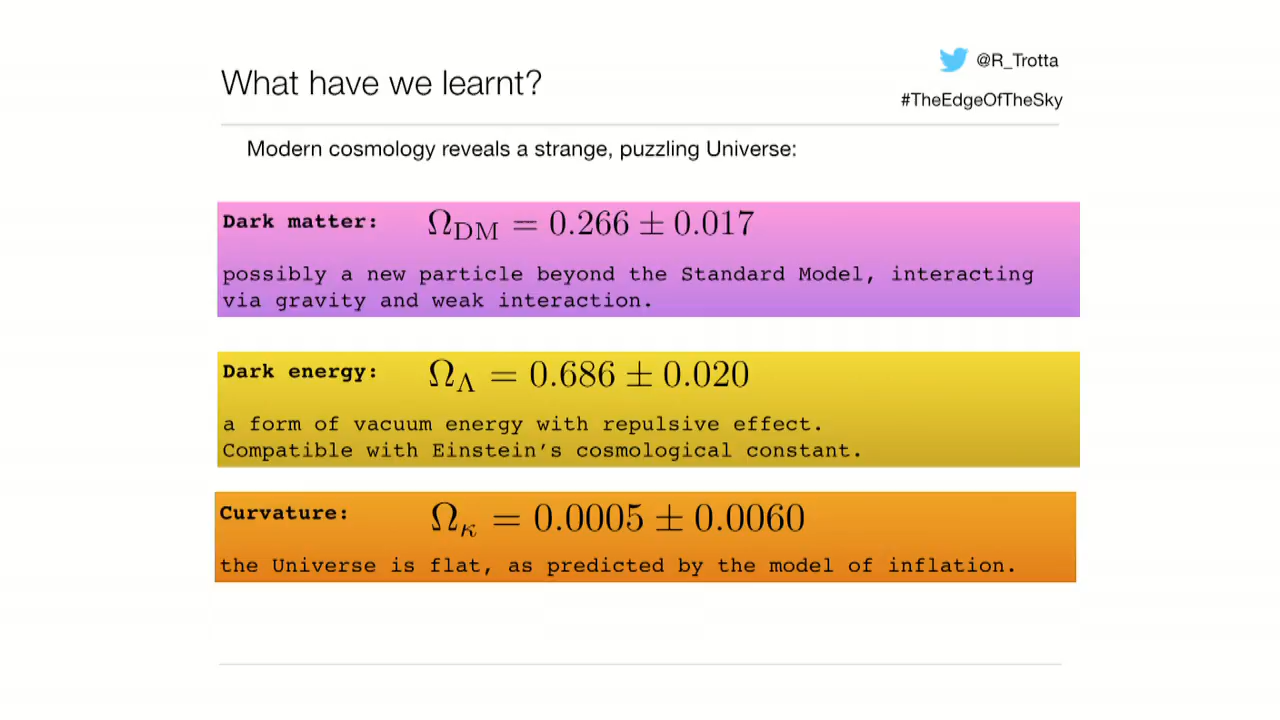 What have we learnt?
@R_Trotta
#TheEdgeOfTheSky
Modern cosmology reveals a strange, puzzling Universe:
Dark matter: Ω_DM = 0.266 ± 0.017
possibly a new particle beyond the Standard Model, interacting
via gravity and weak interaction.
Dark energy: Ω_Λ = 0.686 ± 0.020
a form of vacuum energy with repulsive effect.
Compatible with Einstein’s cosmological constant.
Curvature: Ω_κ = 0.0005 ± 0.0060
the Universe is flat, as predicted by the model of inflation.